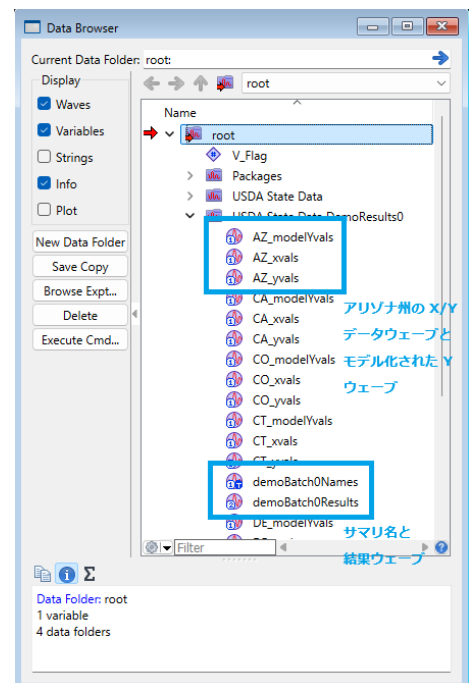 Data Browser
Current Data Folder: root:
Display
root
Waves
Variables
Strings
Info
Plot
New Data Folder
Save Copy
Browse Expt...
Delete
Execute Cmd...
Name
root
V_Flag
Packages
USDA State Data
USDA State Data DemoResults0
AZ_modelYvals
AZ_xvals
AZ_yvals
CA_modelYvals
CA_xvals
CA_yvals
CO_modelYvals
CO_xvals
CO_yvals
CT_modelYvals
CT_xvals
CT_yvals
demoBatch0Names
demoBatch0Results
DE_modelYvals
アリゾナ州の X/Y
データウェーブと
モデル化された Y
ウェーブ
サマリ名と
結果ウェーブ
Filter
Data Folder: root
1 variable
4 data folders